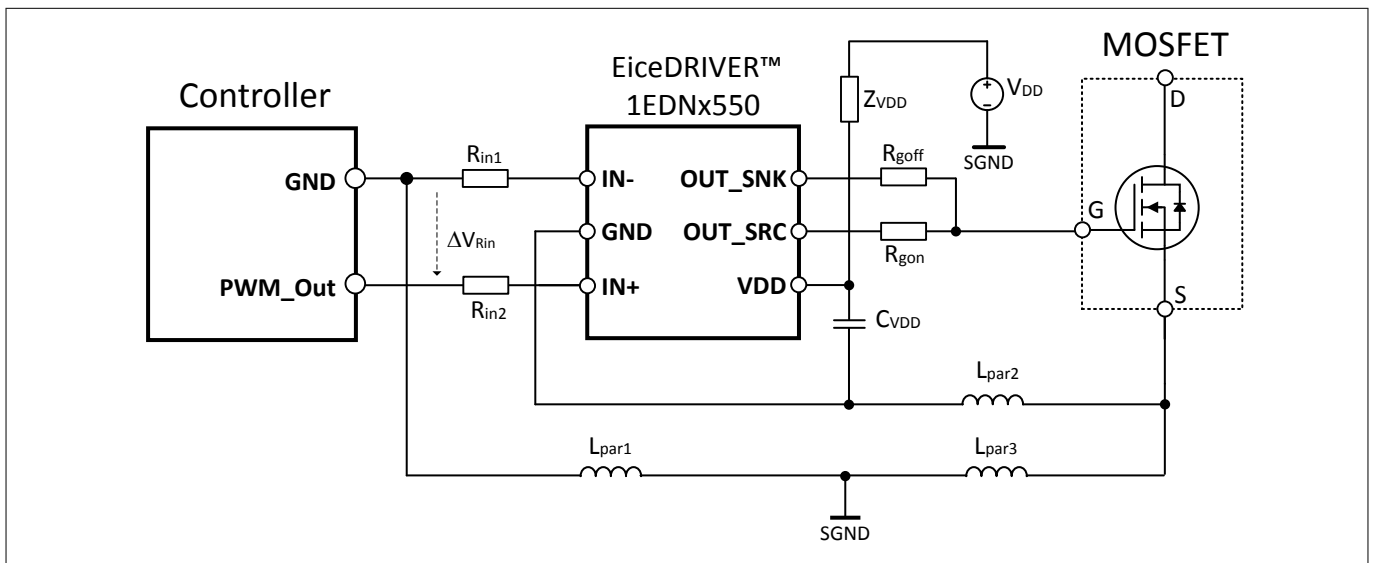 MOSFET
EiceDRIVER™
1EDNx550
Controller
ZVDD
VDD
+
−
SGND
D
Rin1
Rgoff
GND
IN-
OUT_SNK
ΔVRin
GND
OUT_SRC
Rgon
G
PWM_Out
Rin2
IN+
VDD
CVDD
S
Lpar2
Lpar1
Lpar3
SGND